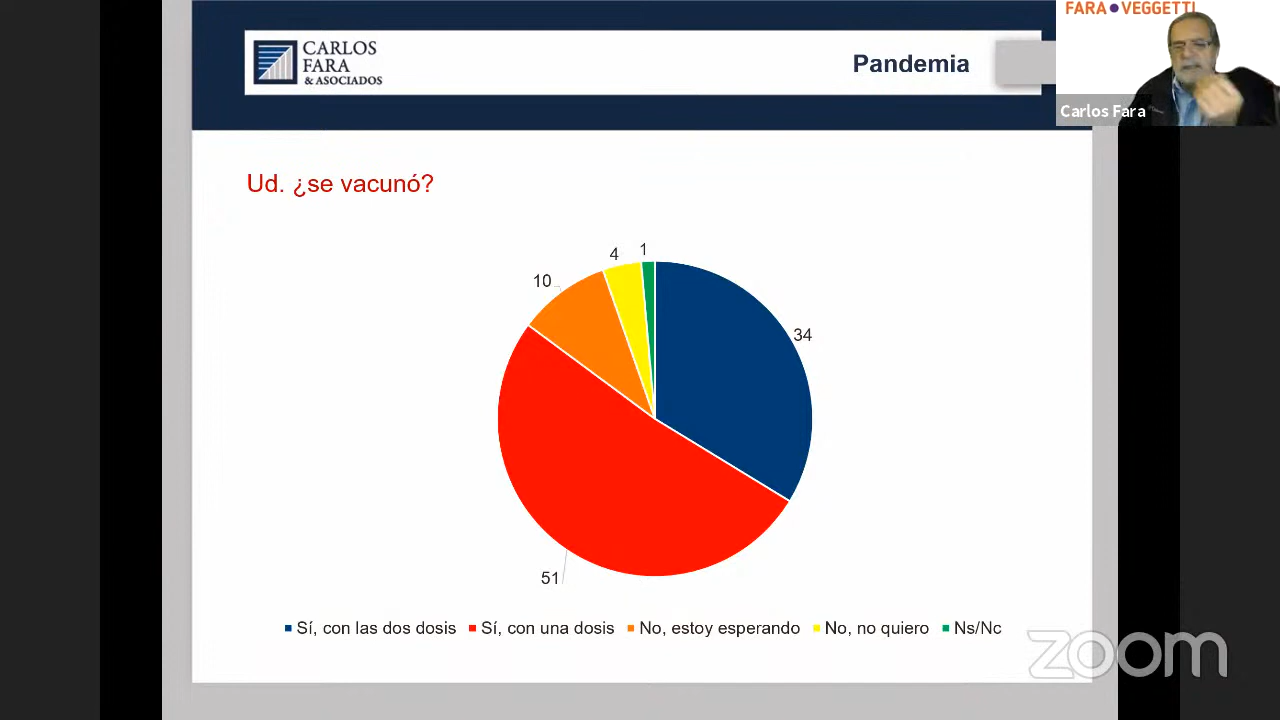 FARA VEGGETTI
CARLOS
FARA
& ASOCIADOS
Pandemia
Carlos Fara
Ud. ¿se vacunó?
4
1
10
34
51
Sí, con las dos dosis Sí, con una dosis No, estoy esperando No, no quiero Ns/Nc
zoom